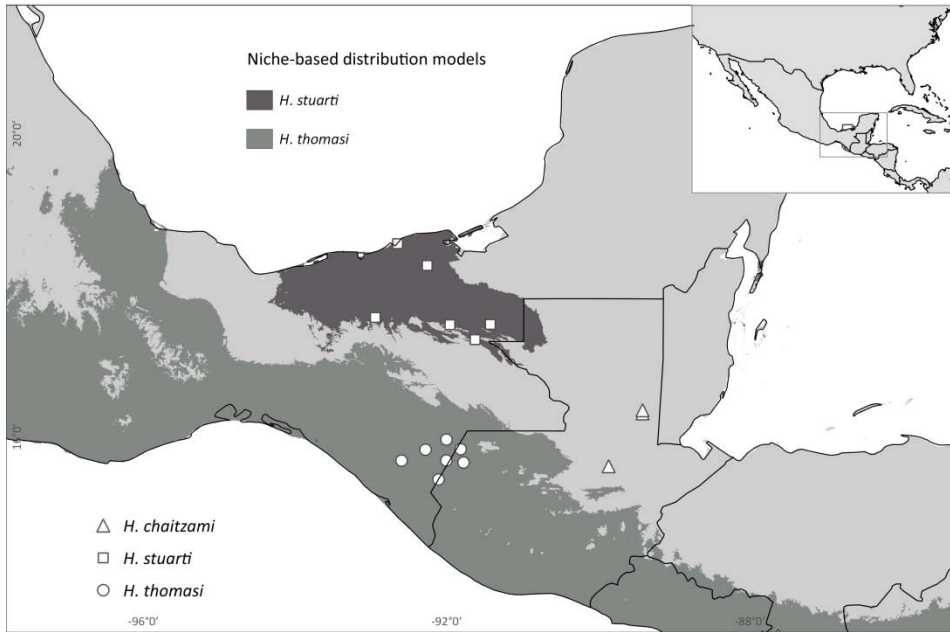 Niche-based distribution models
H. stuarti
H. thomasi
20°0'
16°0'
H. chaitzami
H. stuarti
H. thomasi
-96°0'
-92°0'
-88°0'